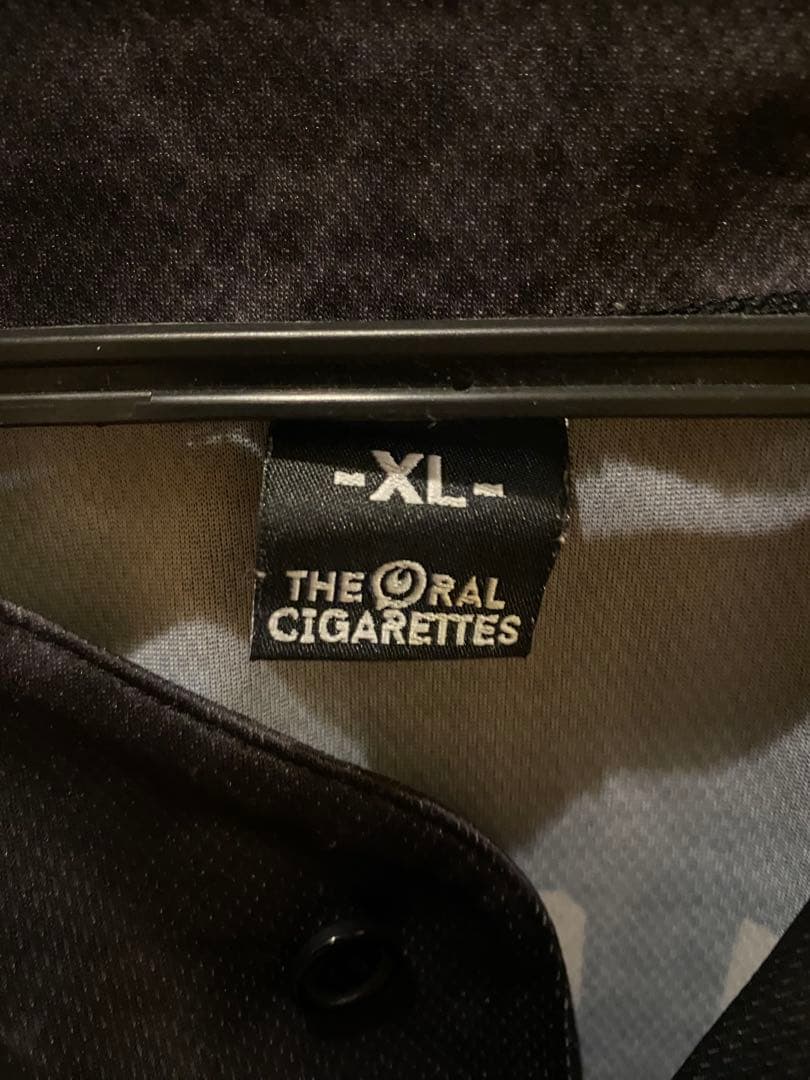 -XL-
THE ORAL
CIGARETTES